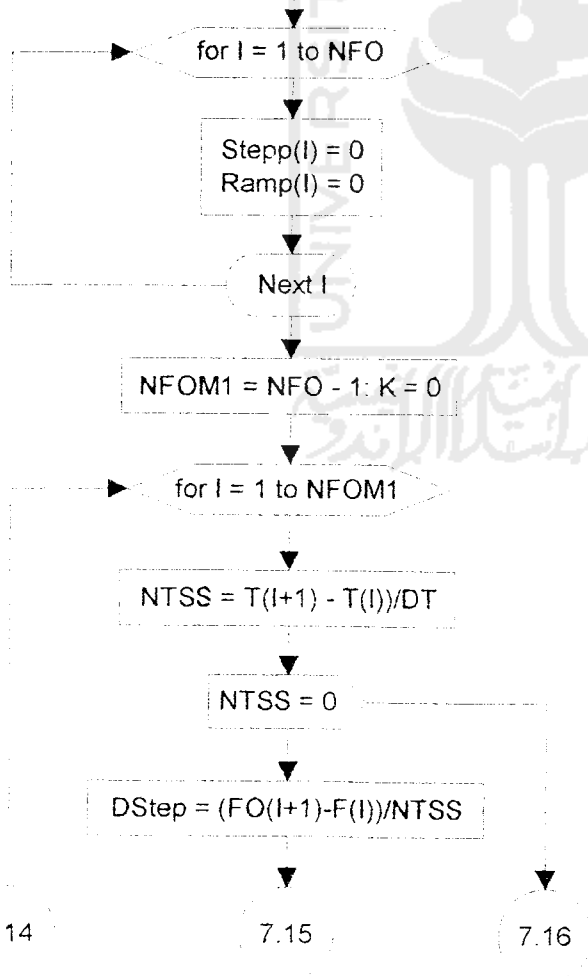 for I = 1 to NFO
Stepp(I) = 0
Ramp(I) = 0
Next I
NFOM1 = NFO - 1: K = 0
for I = 1 to NFOM1
NTSS = T(I+1) - T(I))/DT
NTSS = 0
DStep = (FO(I+1)-F(I))/NTSS
14
7.15
7.16